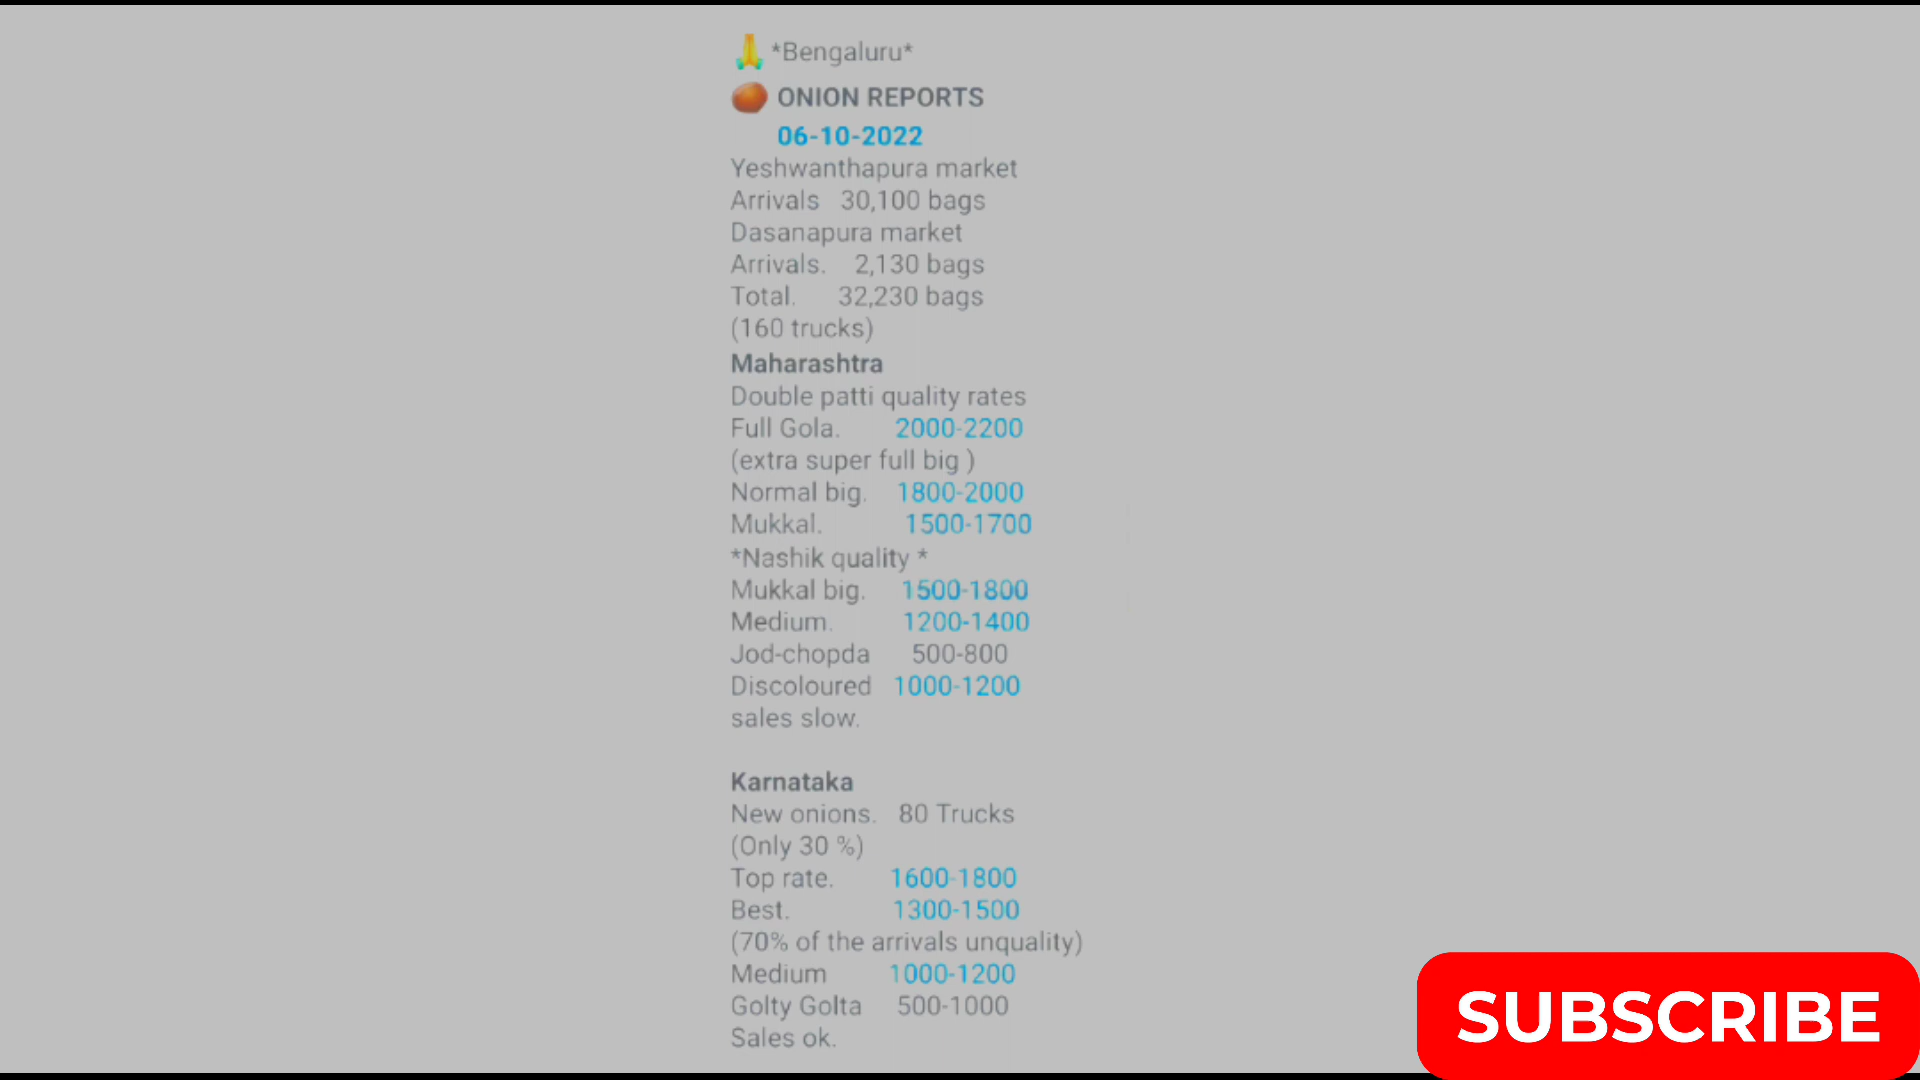 🙏 *Bengaluru*
ONION REPORTS
06-10-2022
Yeshwanthapura market
Arrivals 30,100 bags
Dasanapura market
Arrivals. 2,130 bags
Total. 32,230 bags
(160 trucks)
Maharashtra
Double patti quality rates
Full Gola. 2000-2200
(extra super full big )
Normal big. 1800-2000
Mukkal. 1500-1700
*Nashik quality *
Mukkal big. 1500-1800
Medium. 1200-1400
Jod-chopda 500-800
Discoloured 1000-1200
sales slow.
Karnataka
New onions. 80 Trucks
(Only 30 %)
Top rate. 1600-1800
Best. 1300-1500
(70% of the arrivals unquality)
Medium 1000-1200
Golty Golta 500-1000
Sales ok.
SUBSCRIBE